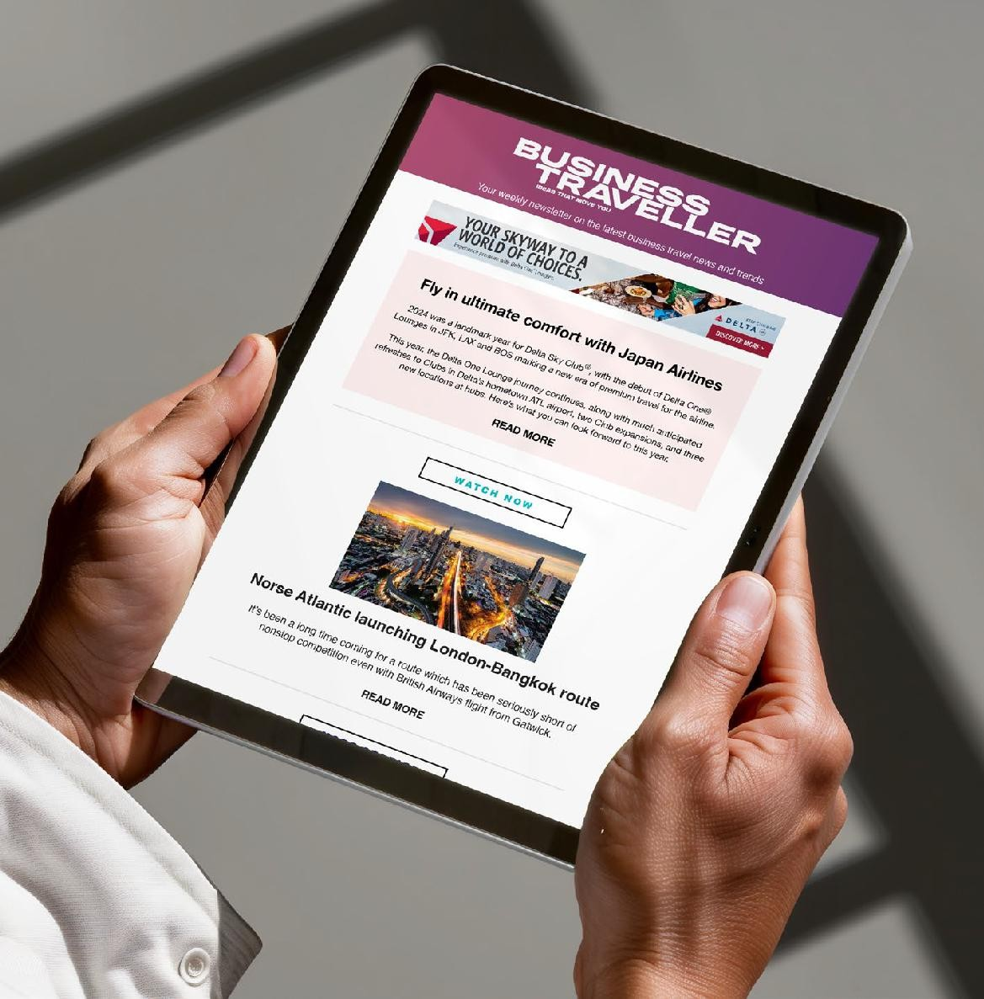 BUSINESS
TRAVELLER
IDEAS THAT MOVE YOU
Your weekly newsletter on the latest business travel news and trends
YOUR SKYWAY TO A
WORLD OF CHOICES.
Experience premium with Delta One® Lounges.
DELTA
DISCOVER MORE
Fly in ultimate comfort with Japan Airlines
2024 was a landmark year for Delta Sky Club®, with the debut of Delta One®
Lounges in JFK, LAX and BOS marking a new era of premium travel for the airline.
This year, the Delta One Lounge journey continues, along with much anticipated
refreshes to Clubs in Delta's hometown ATL airport, two Club expansions, and three
new locations at hubs. Here's what you can look forward to this year.
READ MORE
WATCH NOW
Norse Atlantic launching London-Bangkok route
It's been a long time coming for a route which has been seriously short of
nonstop competition even with British Airways flight from Gatwick.
READ MORE